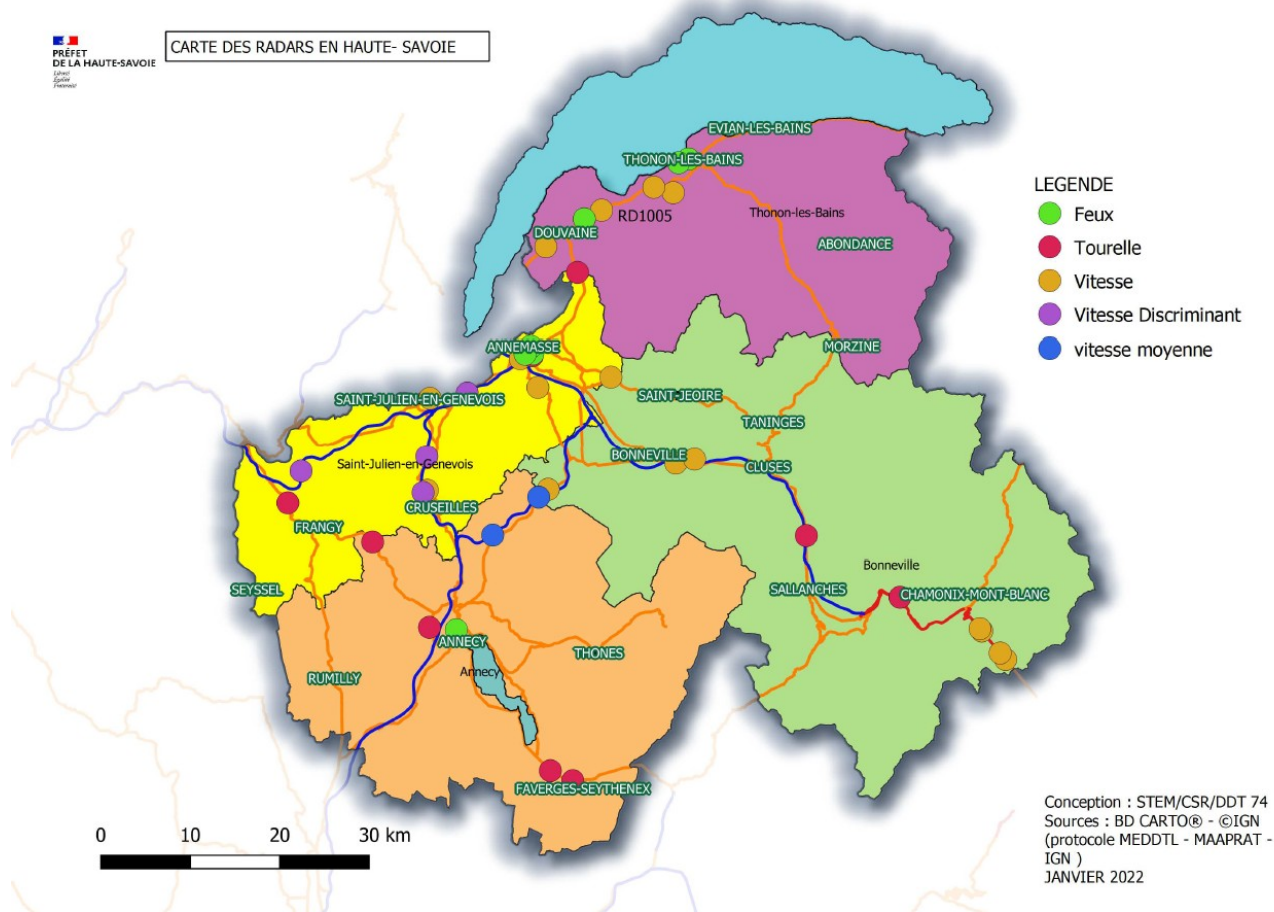 PRÉFET
DE LA HAUTE-SAVOIE
Liberté
Égalité
Fraternité
CARTE DES RADARS EN HAUTE- SAVOIE
EVIAN-LES-BAINS
THONON-LES-BAINS
RD1005
Thonon-les-Bains
DOUVAINE
ABONDANCE
LEGENDE
Feux
Tourelle
Vitesse
Vitesse Discriminant
vitesse moyenne
ANNEMASSE
MORZINE
SAINT-JULIEN-EN-GENEVOIS
SAINT-JEOIRE
TANINGES
Saint-Julien-en-Genevois
BONNEVILLE
CLUSES
CRUSEILLES
FRANGY
Bonneville
SEYSSEL
SALLANCHES
CHAMONIX-MONT-BLANC
ANNECY
THONES
Annecy
RUMILLY
FAVERGES-SEYTHENEX
0 10 20 30 km
Conception : STEM/CSR/DDT 74
Sources : BD CARTO® - ©IGN
(protocole MEDDTL - MAAPRAT -
IGN )
JANVIER 2022